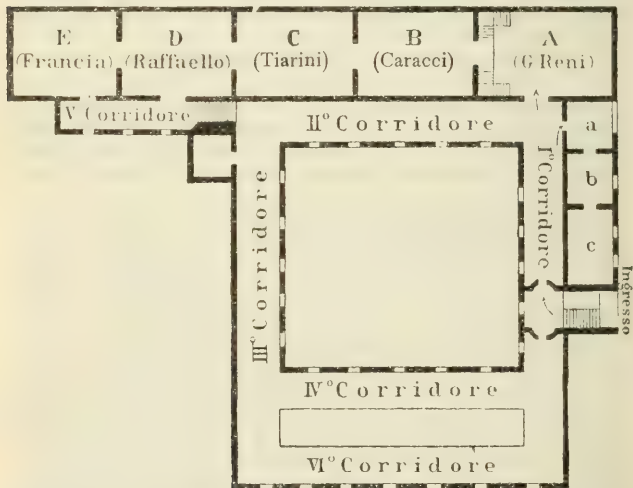 E D C B A
(Francia) (Raffaello) (Tiarini) (Caracci) (G. Reni)
V Corridore
II.º Corridore
a
b
c
I.º Corridore
Ingresso
III.º Corridore
IV.º Corridore
VI.º Corridore